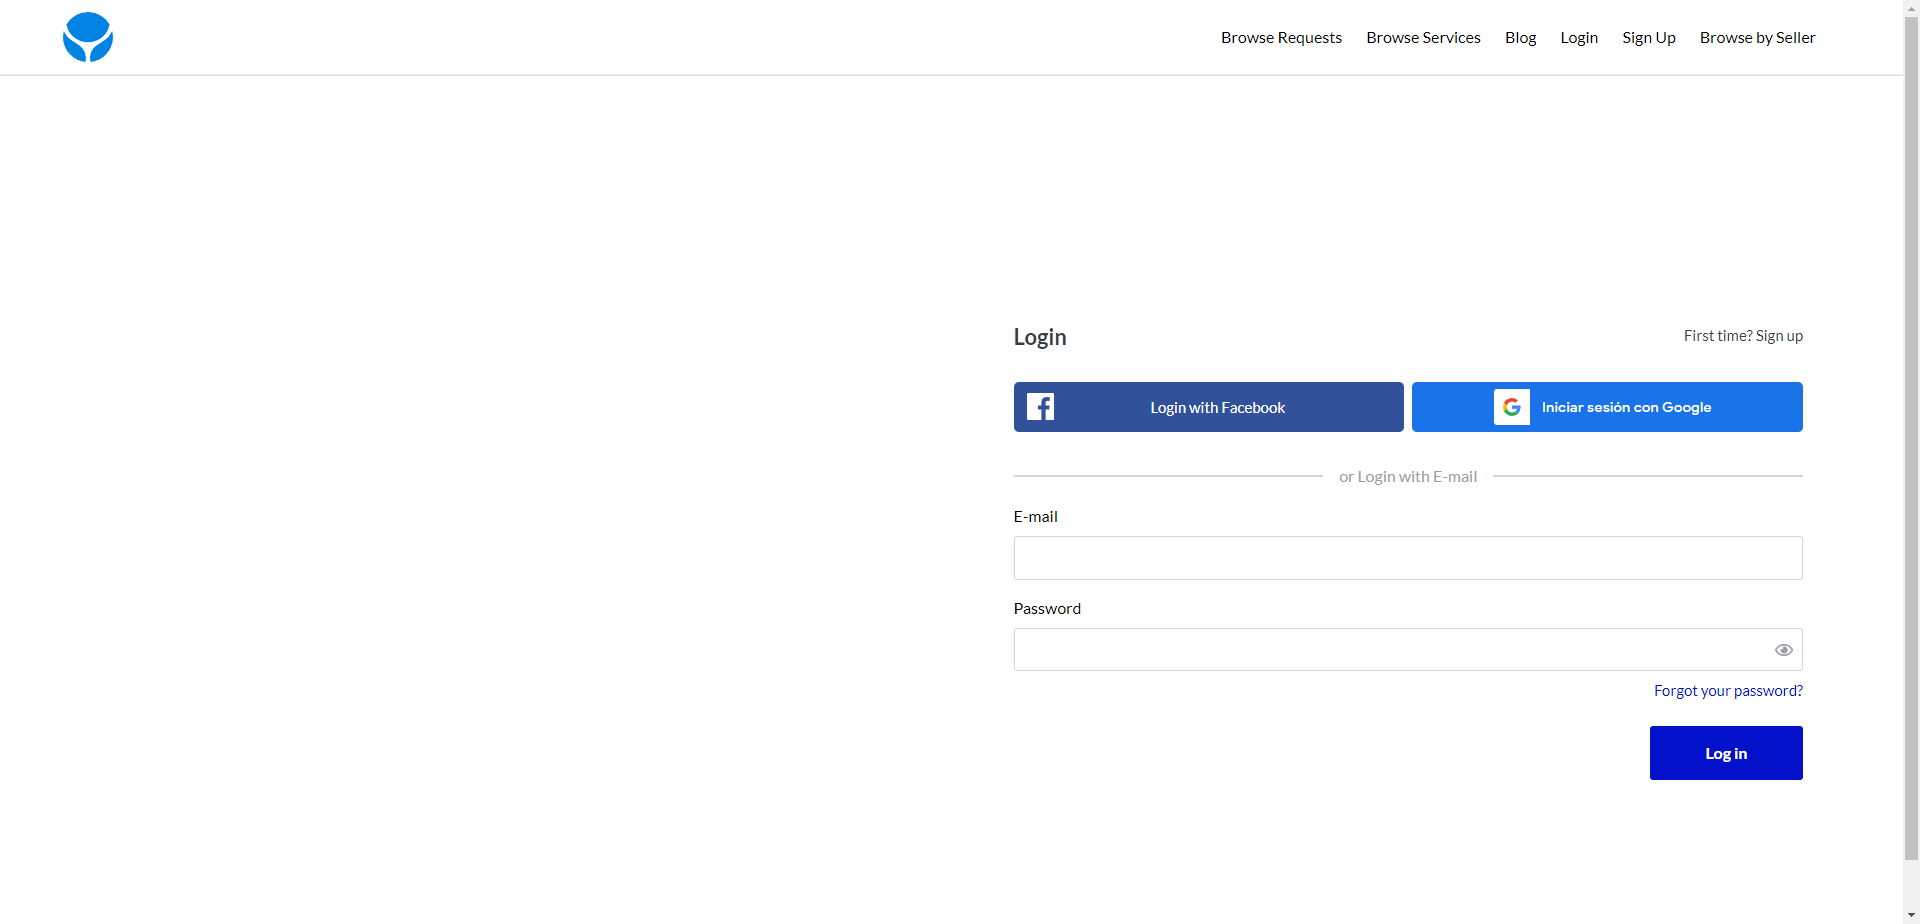 Browse Requests Browse Services Blog Login Sign Up Browse by Seller
Login
First time? Sign up
Login with Facebook
Iniciar sesión con Google
or Login with E-mail
E-mail
Password
Forgot your password?
Log in